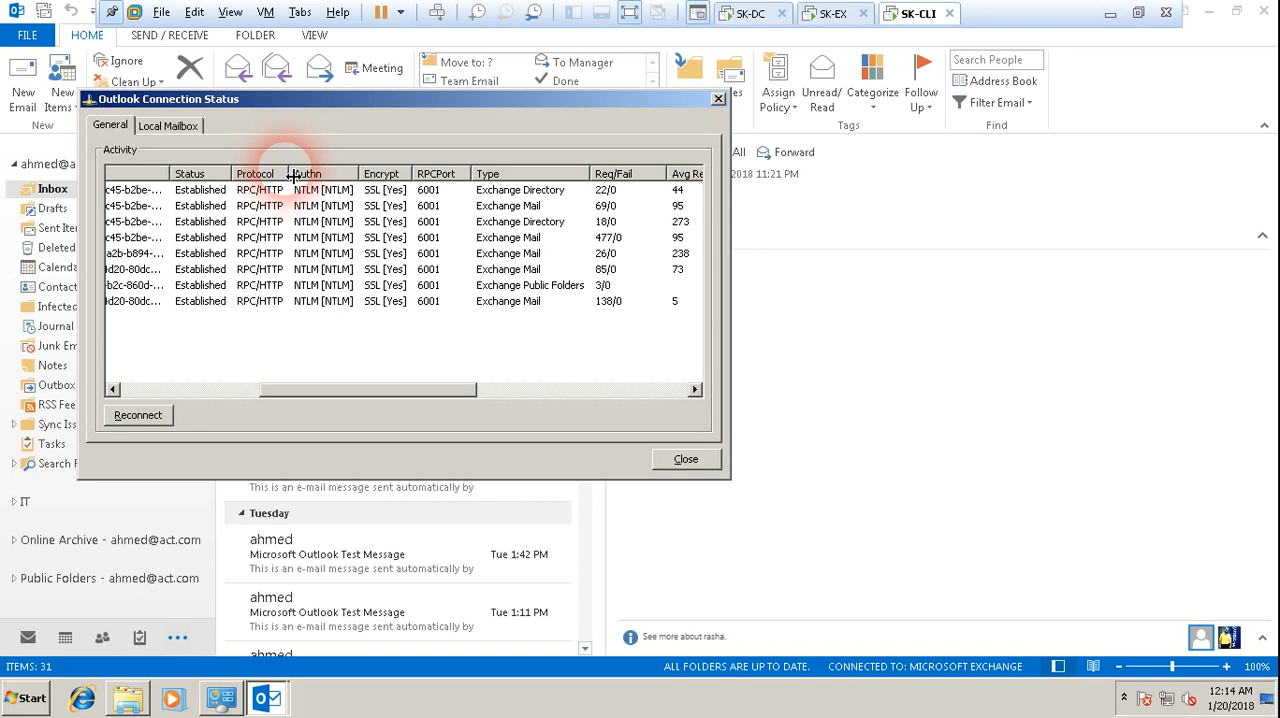 File Edit View VM Tabs Help SK-DC SK-EX SK-CLI
FILE HOME SEND / RECEIVE FOLDER VIEW
New Email
New Items
New
Ignore
Clean Up
Meeting
Move to: ?
Team Email
To Manager
Done
Assign Policy
Unread/ Read
Categorize
Follow Up
Tags
Search People
Address Book
Filter Email
Find
Outlook Connection Status
General Local Mailbox
Activity
Status Protocol Authn Encrypt RPCPort Type Req/Fail Avg Re
c45-b2be-... Established RPC/HTTP NTLM [NTLM] SSL [Yes] 6001 Exchange Directory 22/0 44
c45-b2be-... Established RPC/HTTP NTLM [NTLM] SSL [Yes] 6001 Exchange Mail 69/0 95
c45-b2be-... Established RPC/HTTP NTLM [NTLM] SSL [Yes] 6001 Exchange Directory 18/0 273
c45-b2be-... Established RPC/HTTP NTLM [NTLM] SSL [Yes] 6001 Exchange Mail 477/0 95
a2b-b894-... Established RPC/HTTP NTLM [NTLM] SSL [Yes] 6001 Exchange Mail 26/0 238
d20-80dc... Established RPC/HTTP NTLM [NTLM] SSL [Yes] 6001 Exchange Mail 85/0 73
b2c-860d-... Established RPC/HTTP NTLM [NTLM] SSL [Yes] 6001 Exchange Public Folders 3/0
d20-80dc... Established RPC/HTTP NTLM [NTLM] SSL [Yes] 6001 Exchange Mail 138/0 5
Reconnect
Close
All Forward
2018 11:21 PM
ahmed@a
Inbox
Drafts
Sent Iter
Deleted
Calenda
Contact
Infected
Journal
Junk Em
Notes
Outbox
RSS Fee
Sync Iss
Tasks
Search F
IT
Online Archive - ahmed@act.com
Public Folders - ahmed@act.com
This is an e-mail message sent automatically by
Tuesday
ahmed
Microsoft Outlook Test Message Tue 1:42 PM
This is an e-mail message sent automatically by
ahmed
Microsoft Outlook Test Message Tue 1:11 PM
This is an e-mail message sent automatically by
ahmed
See more about rasha.
ITEMS: 31 ALL FOLDERS ARE UP TO DATE. CONNECTED TO: MICROSOFT EXCHANGE 100%
Start 12:14 AM
1/20/2018